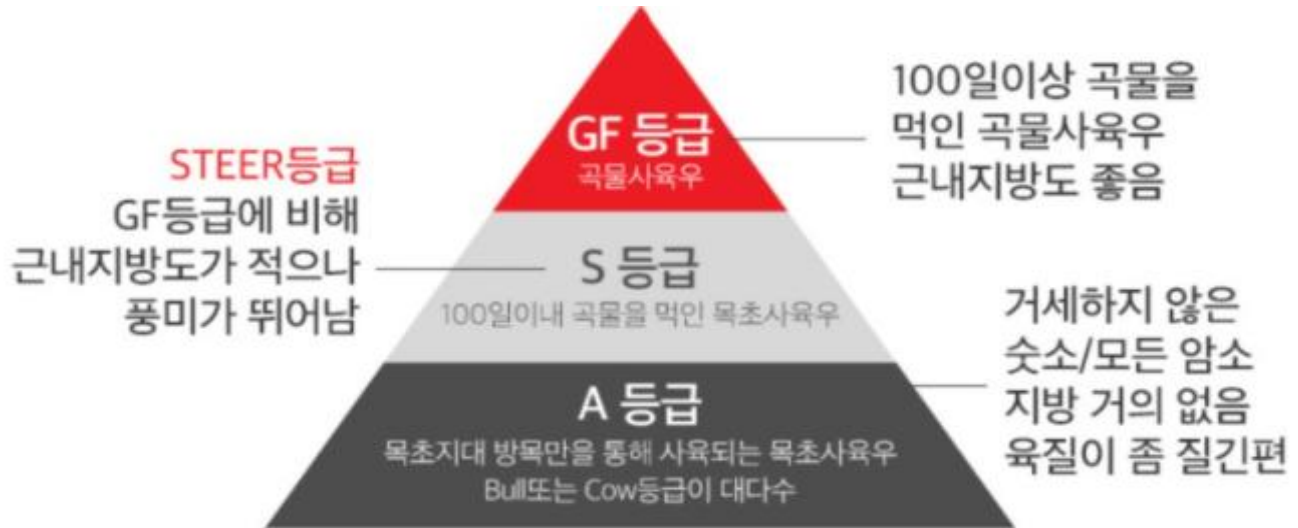 GF 등급
곡물사육우
100일이상 곡물을
먹인 곡물사육우
근내지방도 좋음
STEER등급
GF등급에 비해
근내지방도가 적으나
풍미가 뛰어남
S 등급
100일이내 곡물을 먹인 목초사육우
A 등급
목초지대 방목만을 통해 사육되는 목초사육우
Bull또는 Cow등급이 대다수
거세하지 않은
숫소/모든 암소
지방 거의 없음
육질이 좀 질긴편